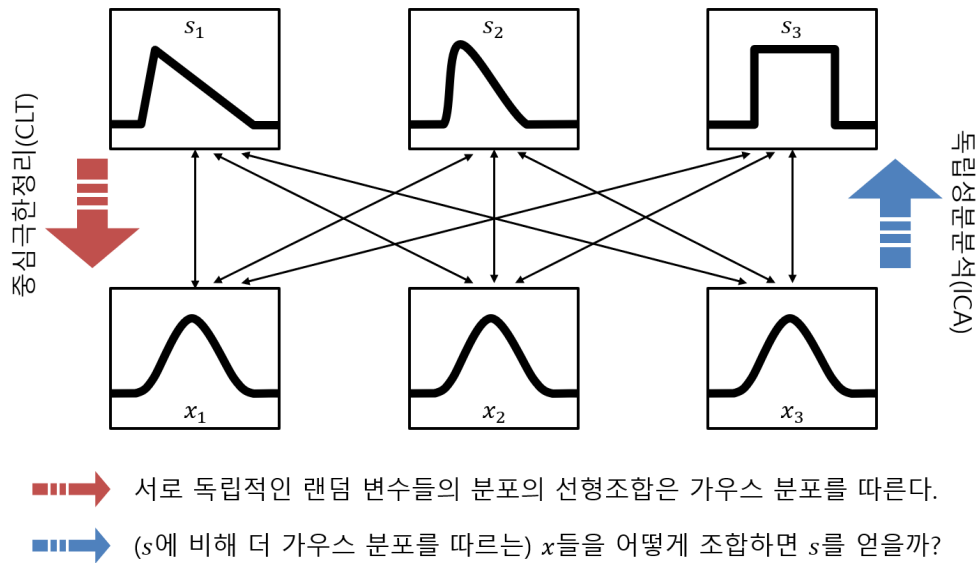 s₁
s₂
s₃
중심극한정리(CLT)
독립성분분석(ICA)
x₁
x₂
x₃
서로 독립적인 랜덤 변수들의 분포의 선형조합은 가우스 분포를 따른다.
(s에 비해 더 가우스 분포를 따르는) x들을 어떻게 조합하면 s를 얻을까?